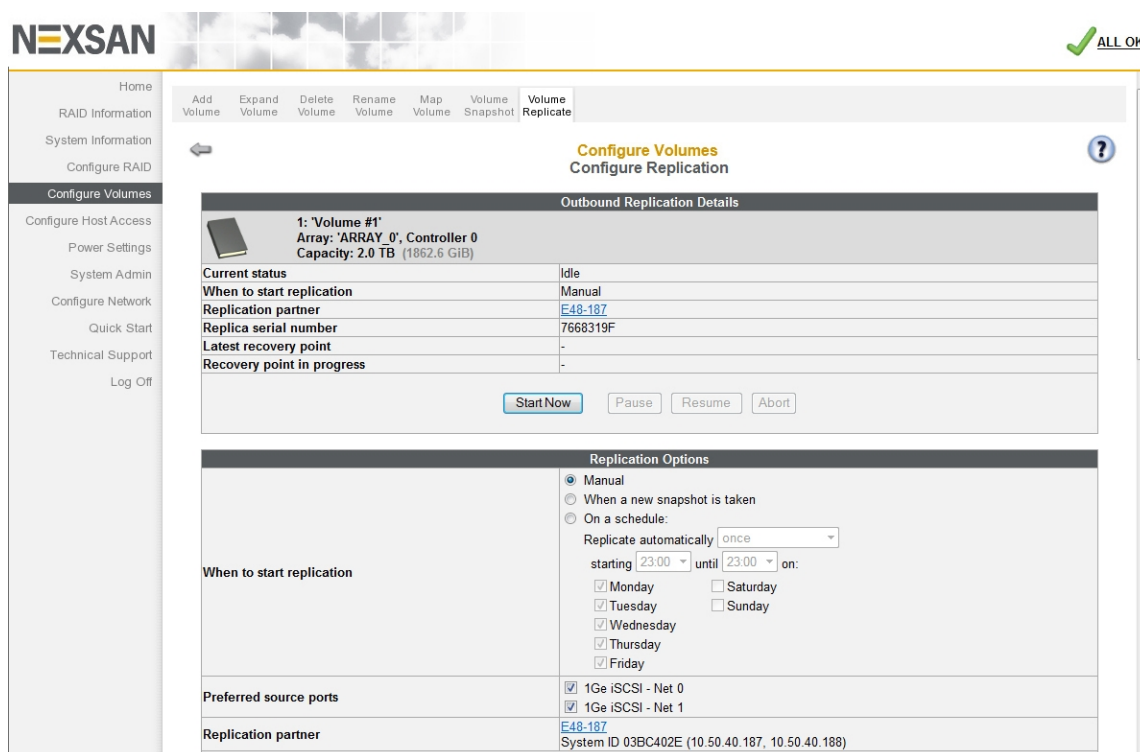 NEXSAN
ALL OK
Home
RAID Information
System Information
Configure RAID
Configure Volumes
Configure Host Access
Power Settings
System Admin
Configure Network
Quick Start
Technical Support
Log Off
Add Volume
Expand Volume
Delete Volume
Rename Volume
Map Volume
Volume Snapshot
Volume Replicate
Configure Volumes
Configure Replication
?
Outbound Replication Details
1: 'Volume #1'
Array: 'ARRAY_0', Controller 0
Capacity: 2.0 TB (1862.6 GiB)
Current status Idle
When to start replication Manual
Replication partner E48-187
Replica serial number 7668319F
Latest recovery point -
Recovery point in progress -
Start Now Pause Resume Abort
Replication Options
When to start replication
Manual
When a new snapshot is taken
On a schedule:
Replicate automatically once
starting 23:00 until 23:00 on:
Monday Saturday
Tuesday Sunday
Wednesday
Thursday
Friday
Preferred source ports
1Ge iSCSI - Net 0
1Ge iSCSI - Net 1
Replication partner
E48-187
System ID 03BC402E (10.50.40.187, 10.50.40.188)